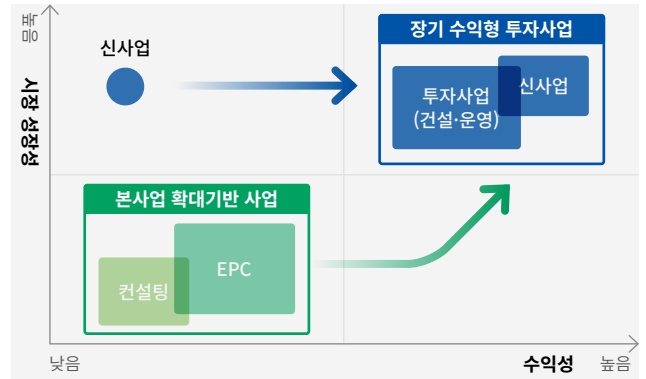 높음
시장 성장성
신사업
장기 수익형 투자사업
투자사업
(건설·운영)
신사업
본사업 확대기반 사업
컨설팅
EPC
낮음
수익성
높음